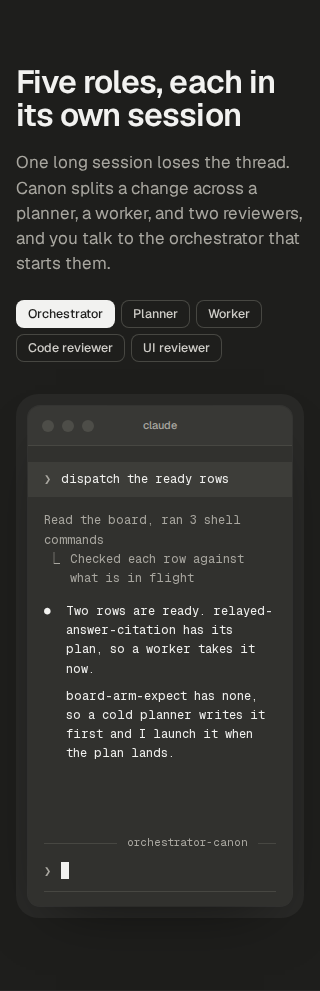 Five roles, each in
its own session
One long session loses the thread.
Canon splits a change across a
planner, a worker, and two reviewers,
and you talk to the orchestrator that
starts them.
Orchestrator Planner Worker
Code reviewer UI reviewer
claude
❯ dispatch the ready rows
Read the board, ran 3 shell
commands
⎿ Checked each row against
what is in flight
● Two rows are ready. relayed-
answer-citation has its
plan, so a worker takes it
now.
board-arm-expect has none,
so a cold planner writes it
first and I launch it when
the plan lands.
orchestrator-canon
❯